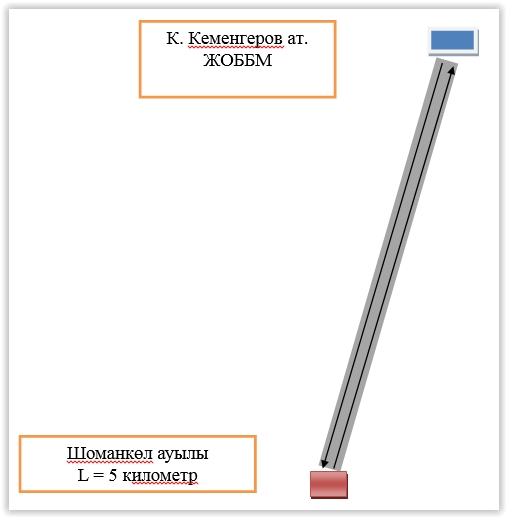 К. Кеменгеров ат.
ЖОББМ
Шоманкөл ауылы
L = 5 километр